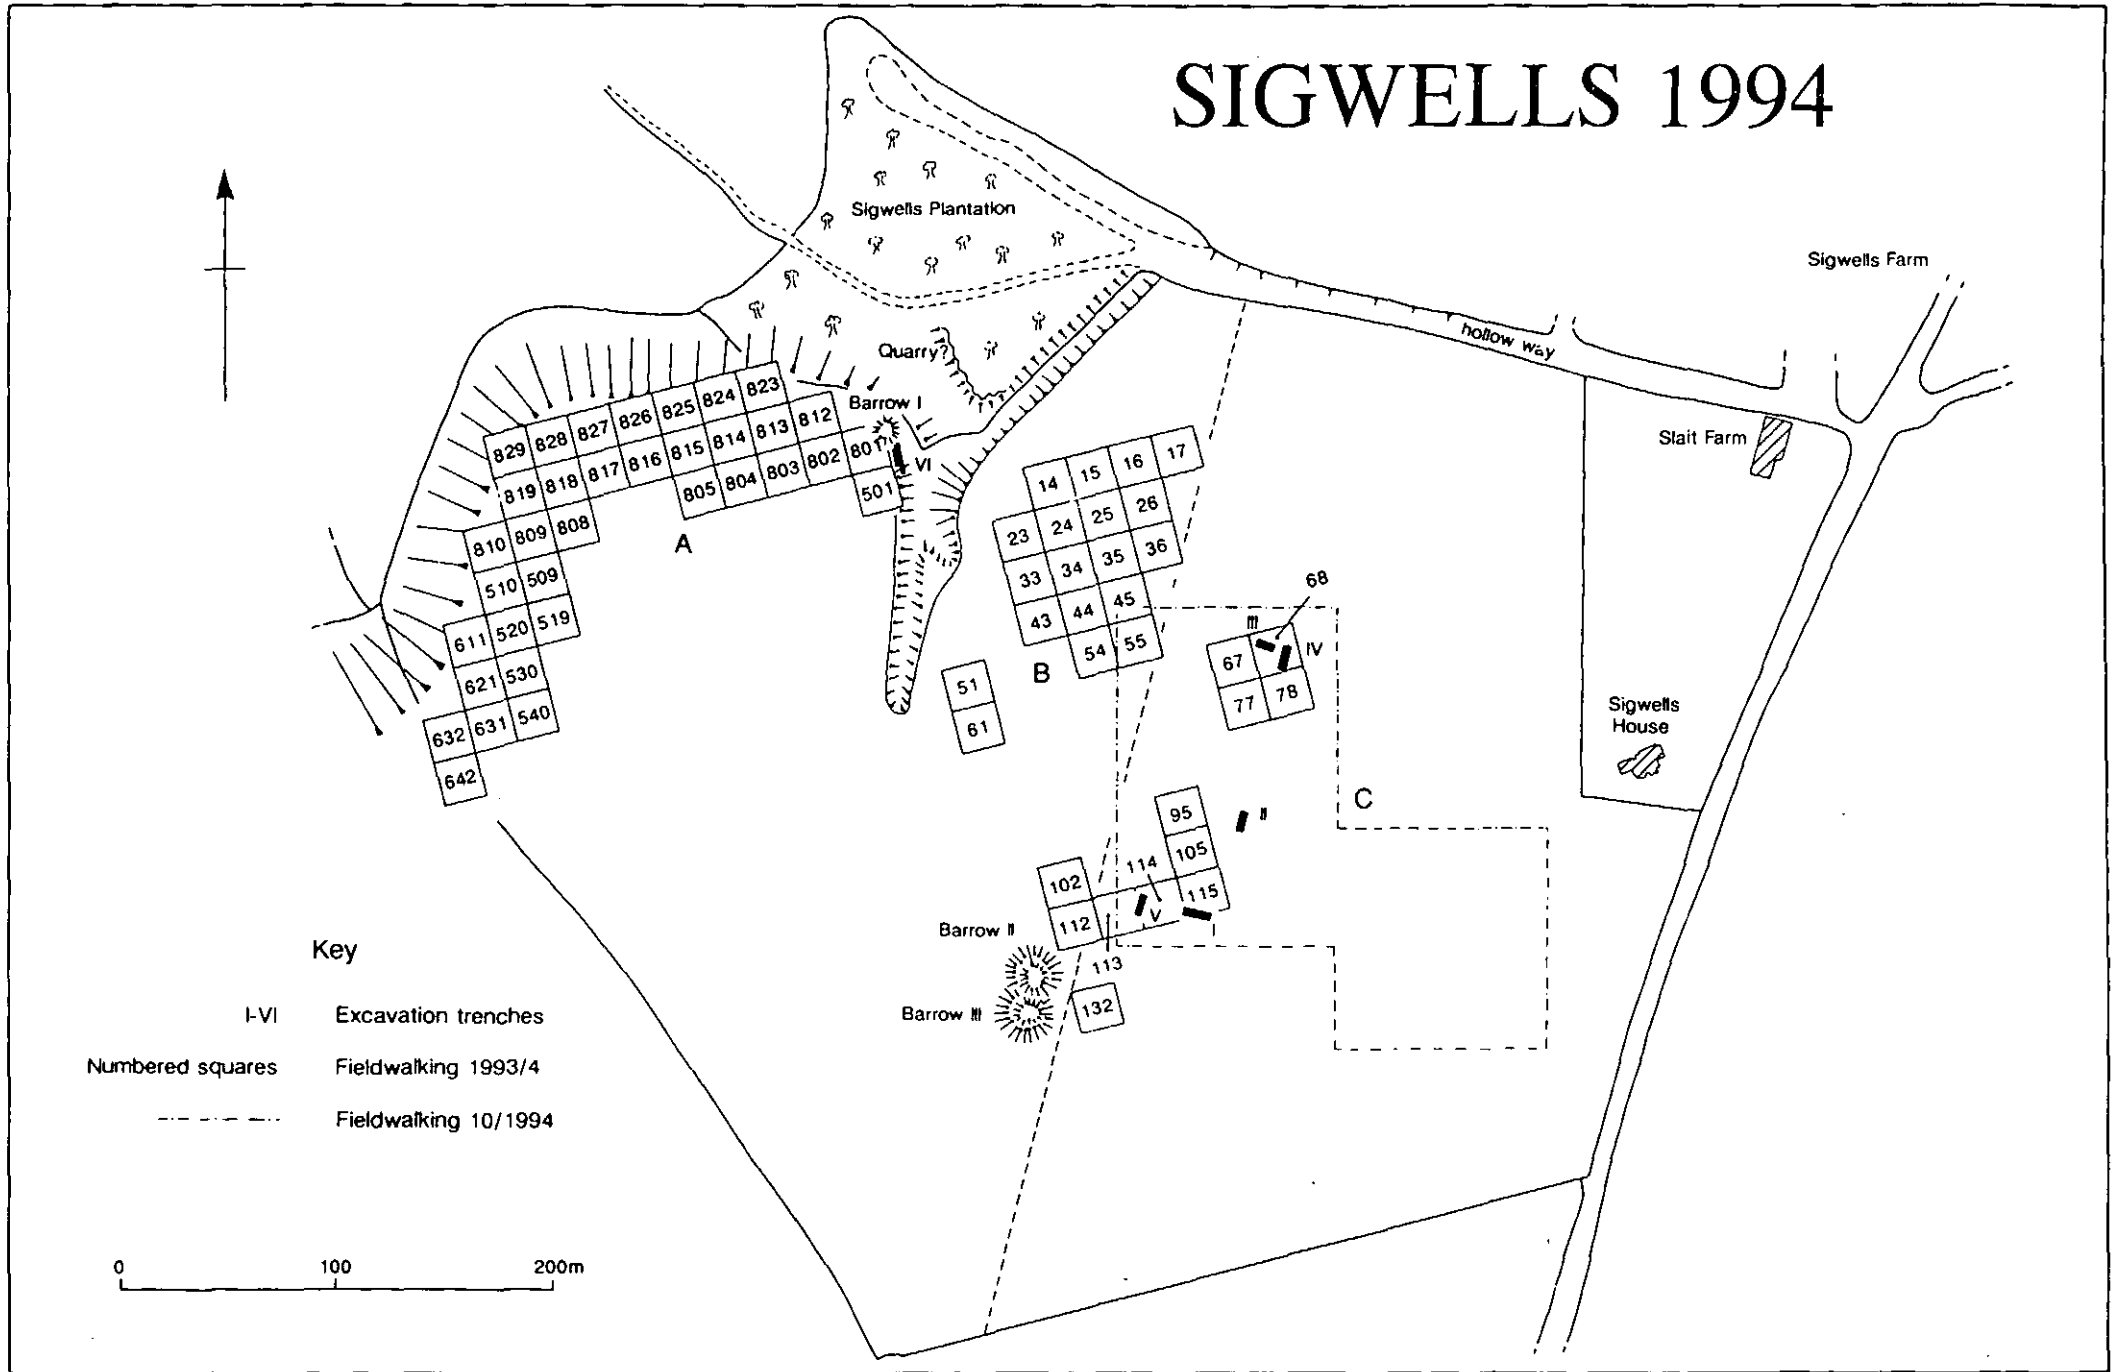 SIGWELLS 1994
Sigwells Plantation
Sigwells Farm
hollow way
Quarry?
Barrow I
Slait Farm
829 828 827 826 825 824 823
819 818 817 816 815 814 813 812
805 804 803 802 801
VI
501
810 809 808
A
510 509
611 520 519
621 530
632 631 540
642
14 15 16 17
23 24 25 26
33 34 35 36
43 44 45
54 55
B
51
61
68
III
IV
67
77 78
Sigwells
House
C
95
II
105
114
115
102
112
V
113
Barrow II
Barrow III
132
Key
I-VI Excavation trenches
Numbered squares Fieldwalking 1993/4
Fieldwalking 10/1994
0 100 200m